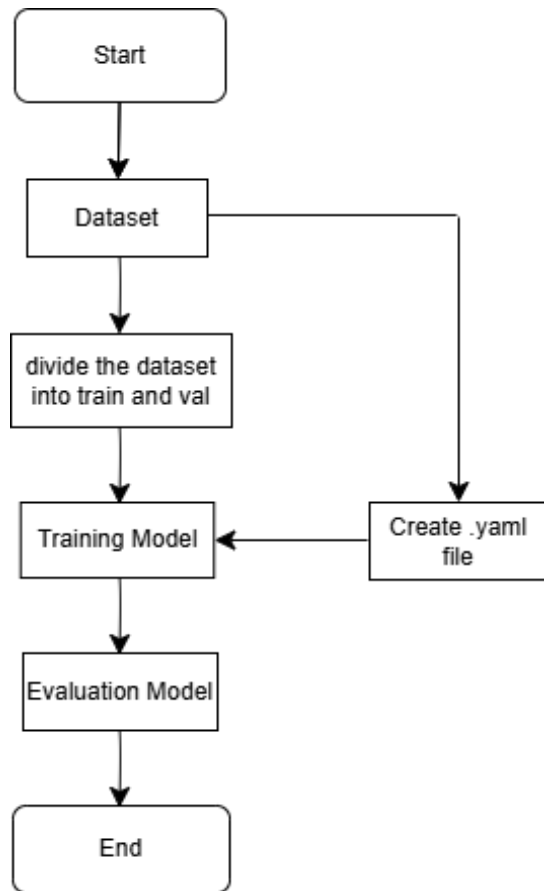 Start
Dataset
divide the dataset
into train and val
Training Model
Create .yaml
file
Evaluation Model
End